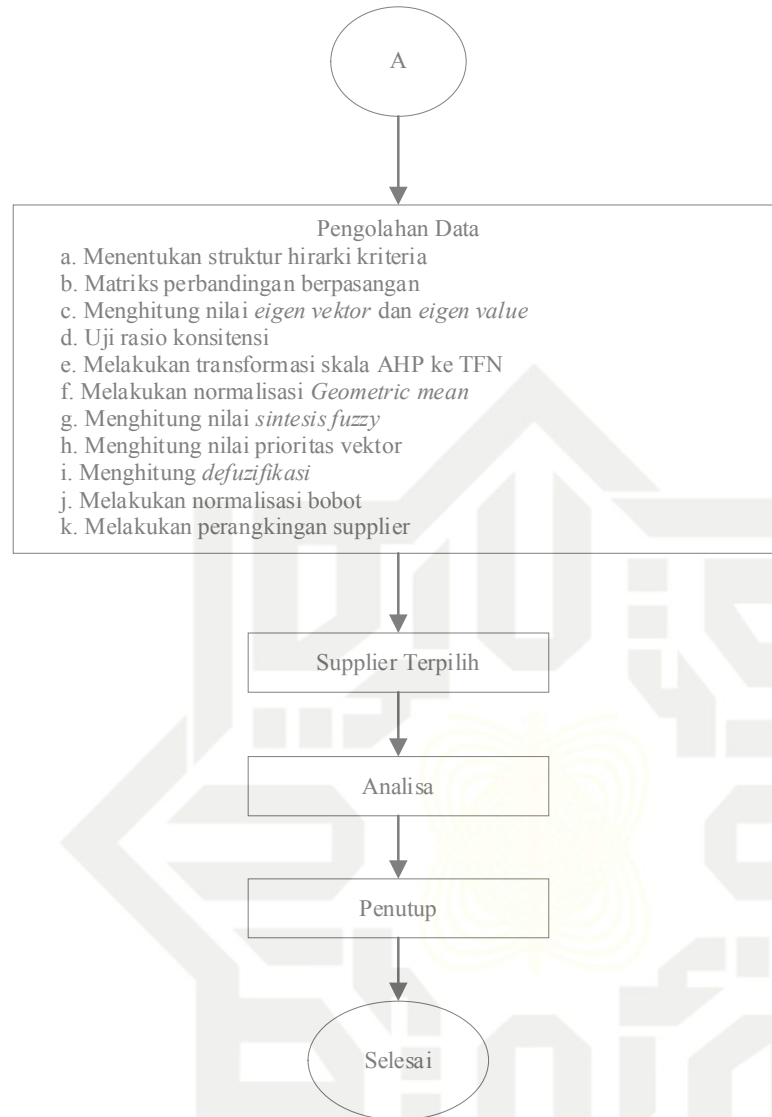 A
Pengolahan Data
a. Menentukan struktur hirarki kriteria
b. Matriks perbandingan berpasangan
c. Menghitung nilai eigen vektor dan eigen value
d. Uji rasio konsitensi
e. Melakukan transformasi skala AHP ke TFN
f. Melakukan normalisasi Geometric mean
g. Menghitung nilai sintesis fuzzy
h. Menghitung nilai prioritas vektor
i. Menghitung defuzifikasi
j. Melakukan normalisasi bobot
k. Melakukan perangkingan supplier
Supplier Terpilih
Analisa
Penutup
Selesai